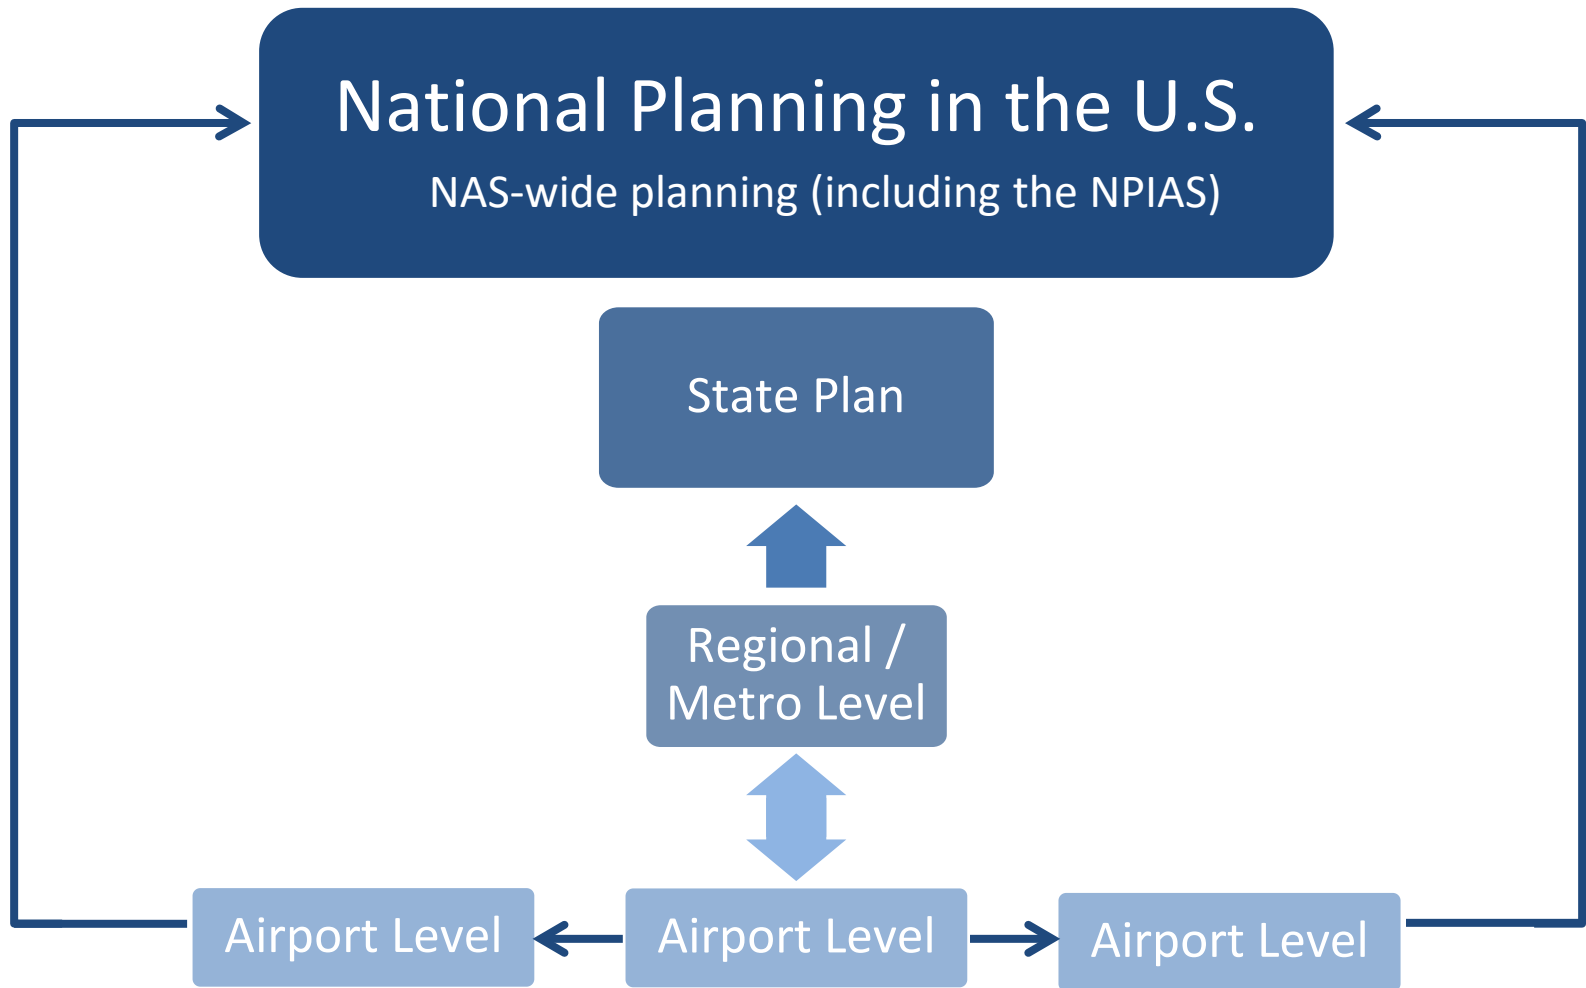 National Planning in the U.S.
NAS-wide planning (including the NPIAS)
State Plan
Regional /
Metro Level
Airport Level
Airport Level
Airport Level